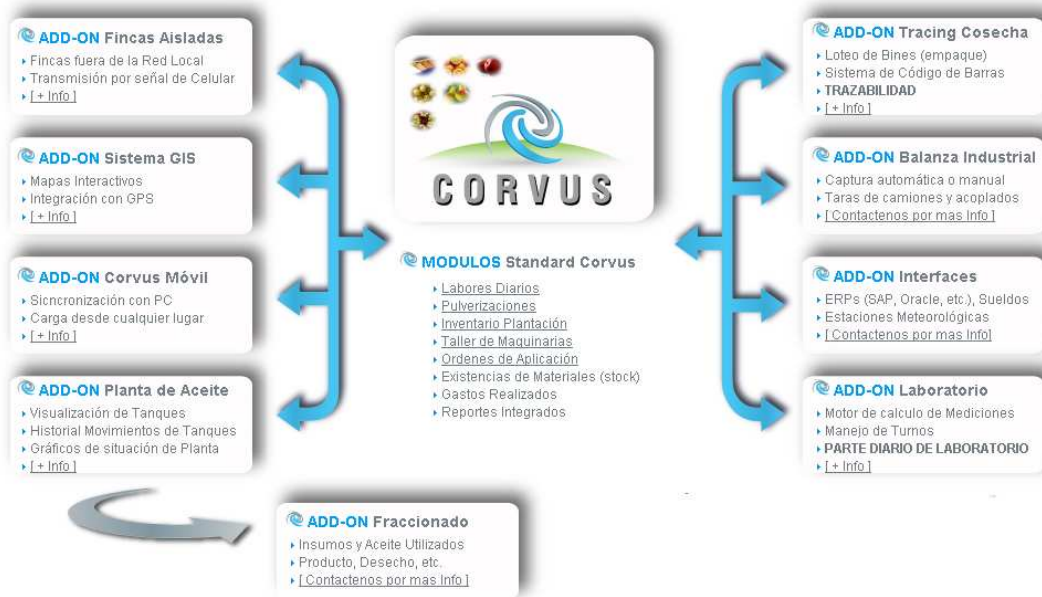 ADD-ON Fincas Aisladas
Fincas fuera de la Red Local
Transmisión por señal de Celular
[ + Info ]
ADD-ON Sistema GIS
Mapas Interactivos
Integración con GPS
[ + Info ]
ADD-ON Corvus Móvil
Sicncronización con PC
Carga desde cualquier lugar
[ + Info ]
ADD-ON Planta de Aceite
Visualización de Tanques
Historial Movimientos de Tanques
Gráficos de situación de Planta
[ + Info ]
CORVUS
MODULOS Standard Corvus
Labores Diarios
Pulverizaciones
Inventario Plantación
Taller de Maquinarias
Ordenes de Aplicación
Existencias de Materiales (stock)
Gastos Realizados
Reportes Integrados
ADD-ON Tracing Cosecha
Loteo de Bines (empaque)
Sistema de Código de Barras
TRAZABILIDAD
[ + Info ]
ADD-ON Balanza Industrial
Captura automática o manual
Taras de camiones y acoplados
[ Contactenos por mas Info ]
ADD-ON Interfaces
ERPs (SAP, Oracle, etc.), Sueldos
Estaciones Meteorológicas
[ Contactenos por mas Info]
ADD-ON Laboratorio
Motor de calculo de Mediciones
Manejo de Turnos
PARTE DIARIO DE LABORATORIO
[ + Info ]
ADD-ON Fraccionado
Insumos y Aceite Utilizados
Producto, Desecho, etc.
[ Contactenos por mas Info ]